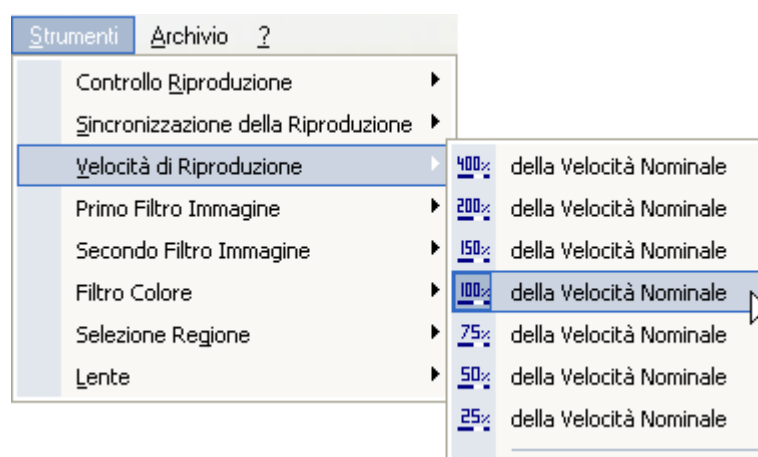 Strumenti Archivio ?
Controllo Riproduzione
Sincronizzazione della Riproduzione
Velocità di Riproduzione
Primo Filtro Immagine
Secondo Filtro Immagine
Filtro Colore
Selezione Regione
Lente
400% della Velocità Nominale
200% della Velocità Nominale
150% della Velocità Nominale
100% della Velocità Nominale
75% della Velocità Nominale
50% della Velocità Nominale
25% della Velocità Nominale